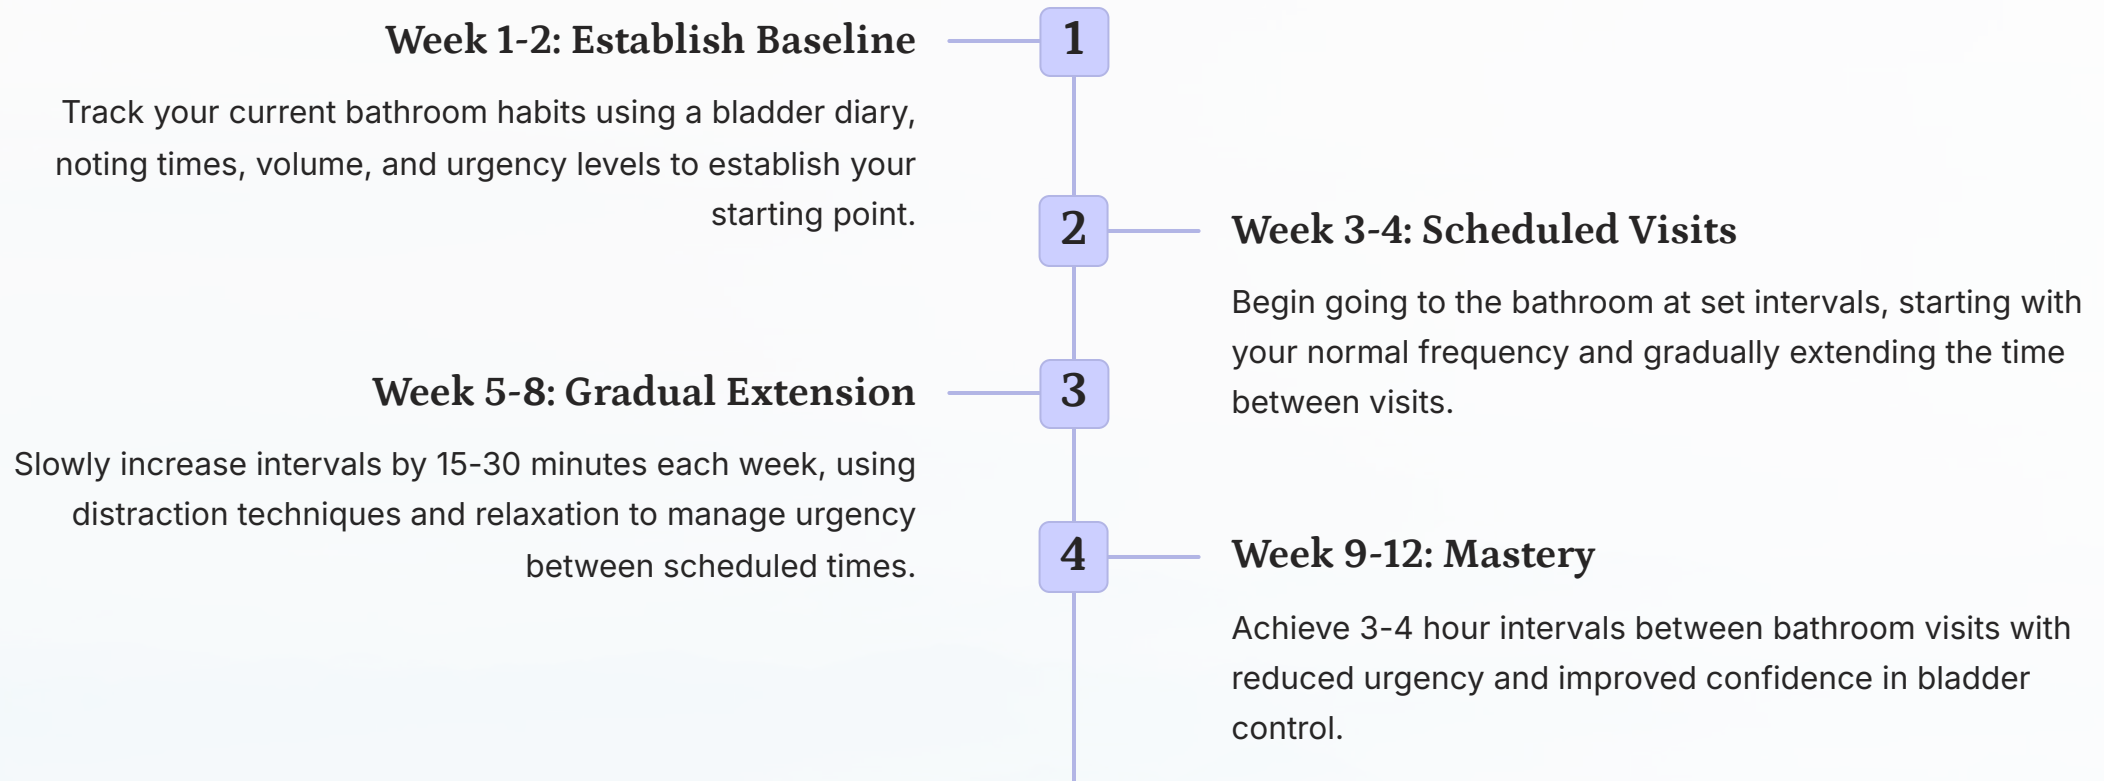 Week 1-2: Establish Baseline
1
Track your current bathroom habits using a bladder diary,
noting times, volume, and urgency levels to establish your
starting point.
2
Week 3-4: Scheduled Visits
Begin going to the bathroom at set intervals, starting with
your normal frequency and gradually extending the time
between visits.
Week 5-8: Gradual Extension
3
Slowly increase intervals by 15-30 minutes each week, using
distraction techniques and relaxation to manage urgency
between scheduled times.
4
Week 9-12: Mastery
Achieve 3-4 hour intervals between bathroom visits with
reduced urgency and improved confidence in bladder
control.